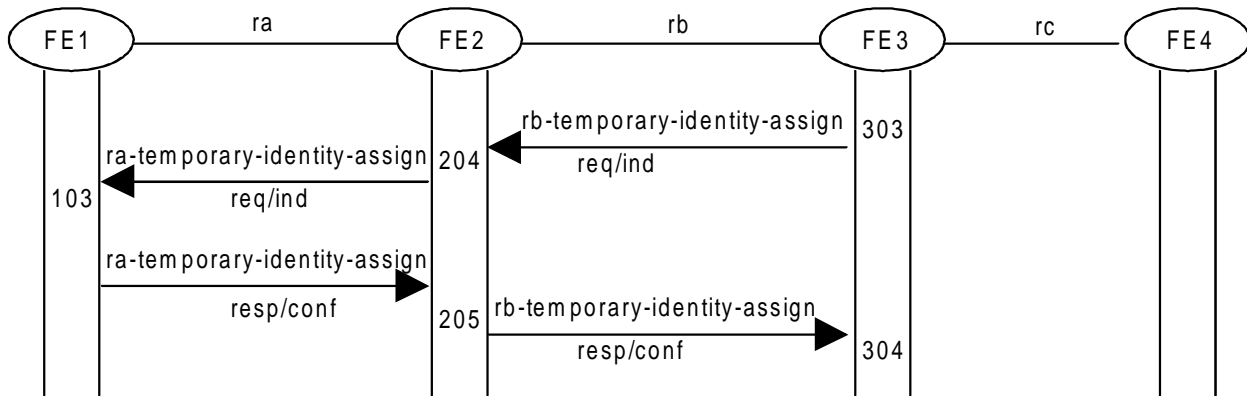 ra
rb
rc
FE1
FE2
FE3
FE4
rb-temporary-identity-assign
303
ra-temporary-identity-assign
204
req/ind
103
req/ind
ra-temporary-identity-assign
resp/conf
rb-temporary-identity-assign
205
resp/conf
304